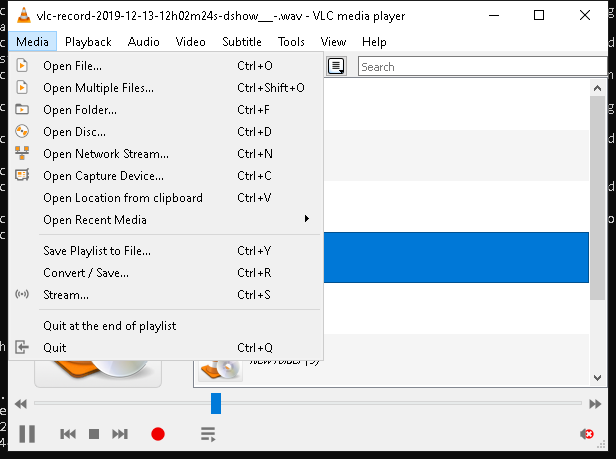 vlc-record-2019-12-13-12h02m24s-dshow___-.wav - VLC media player
Media Playback Audio Video Subtitle Tools View Help
Search
Open File... Ctrl+O
Open Multiple Files... Ctrl+Shift+O
Open Folder... Ctrl+F
Open Disc... Ctrl+D
Open Network Stream... Ctrl+N
Open Capture Device... Ctrl+C
Open Location from clipboard Ctrl+V
Open Recent Media
Save Playlist to File... Ctrl+Y
Convert / Save... Ctrl+R
Stream... Ctrl+S
Quit at the end of playlist
Quit Ctrl+Q